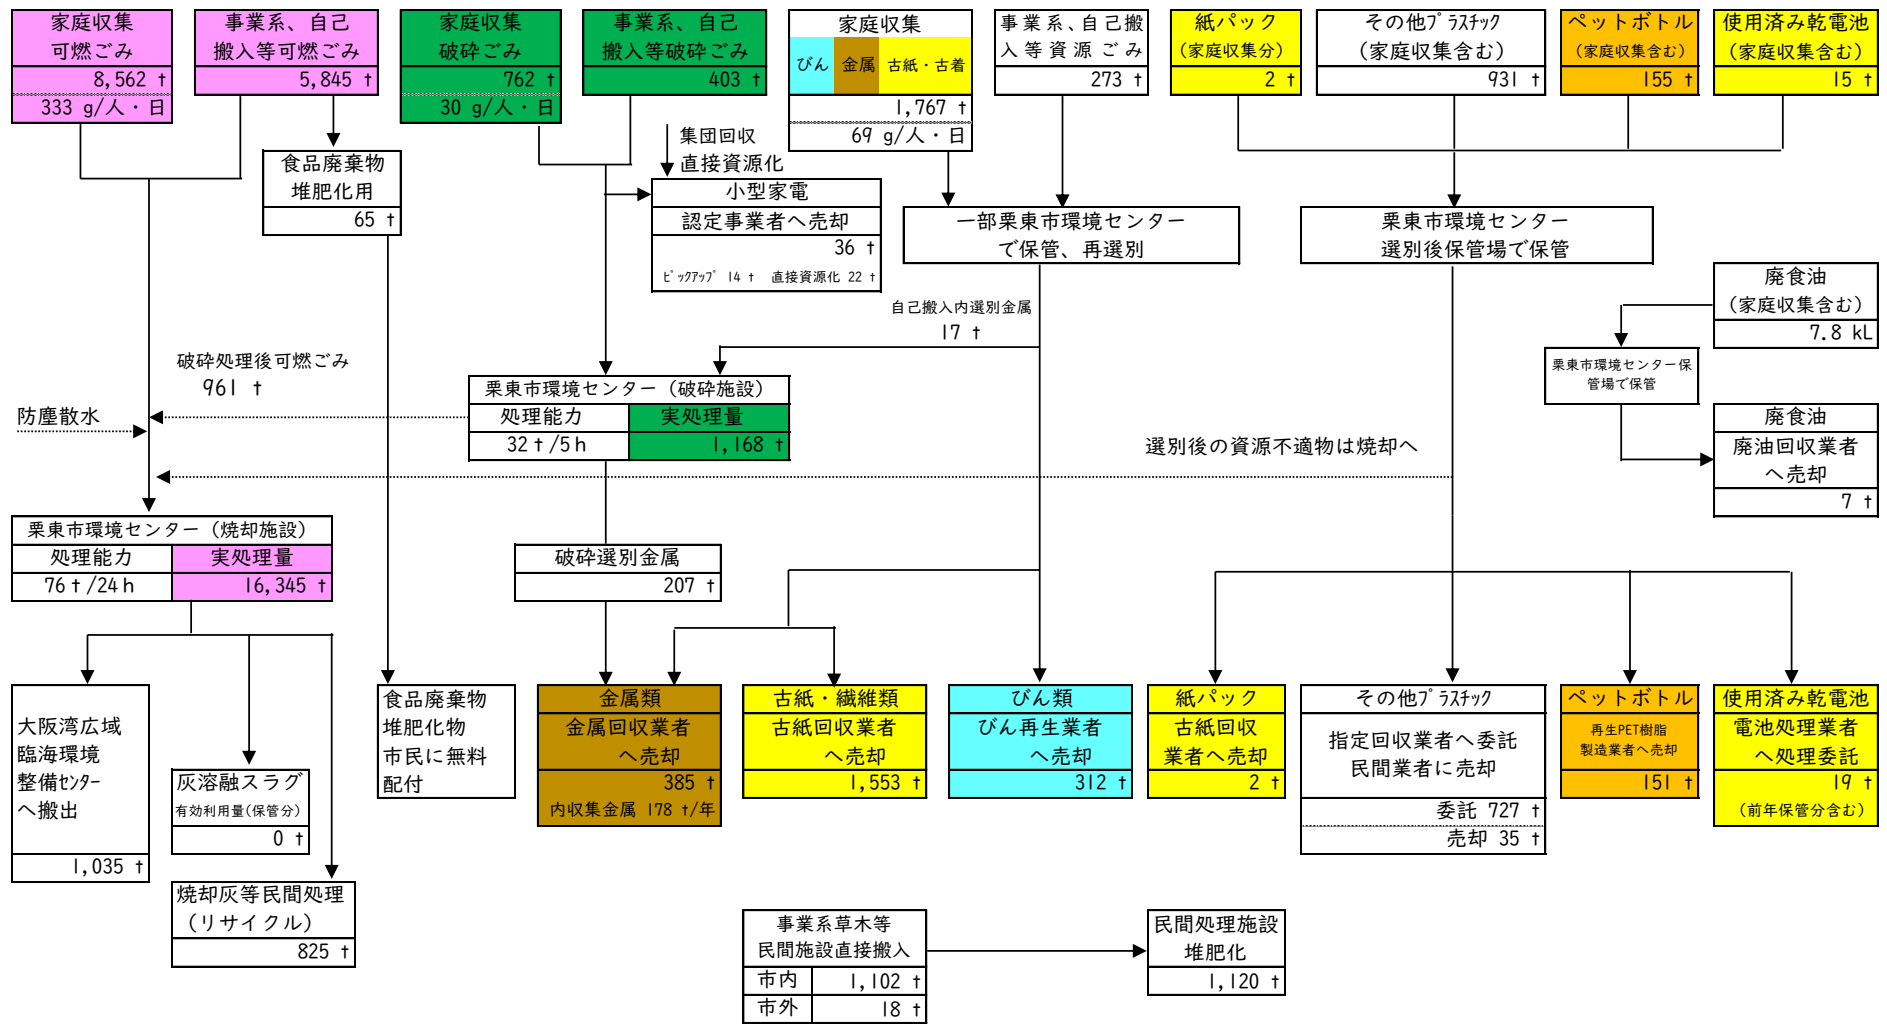 家庭収集
可燃ごみ
8,562 t
333 g/人・日
事業系、自己
搬入等可燃ごみ
5,845 t
家庭収集
破砕ごみ
762 t
30 g/人・日
事業系、自己
搬入等破砕ごみ
403 t
家庭収集
びん 金属 古紙・古着
1,767 t
69 g/人・日
事業系、自己搬
入等資源ごみ
273 t
紙パック
(家庭収集分)
2 t
その他プラスチック
(家庭収集含む)
931 t
ペットボトル
(家庭収集含む)
155 t
使用済み乾電池
(家庭収集含む)
15 t
食品廃棄物
堆肥化用
65 t
集団回収
直接資源化
小型家電
認定事業者へ売却
36 t
ピックアップ 14 t 直接資源化 22 t
一部栗東市環境センター
で保管、再選別
栗東市環境センター
選別後保管場で保管
廃食油
(家庭収集含む)
7.8 kL
自己搬入内選別金属
17 t
栗東市環境センター保
管場で保管
破砕処理後可燃ごみ
961 t
防塵散水
栗東市環境センター(破砕施設)
処理能力 実処理量
32t/5h 1,168 t
廃食油
廃油回収業者
へ売却
7 t
選別後の資源不適物は焼却へ
栗東市環境センター(焼却施設)
処理能力 実処理量
76t/24h 16,345 t
破砕選別金属
207 t
大阪湾広域
臨海環境
整備センター
へ搬出
1,035 t
灰溶融スラグ
有効利用量(保管分)
0 t
焼却灰等民間処理
(リサイクル)
825 t
食品廃棄物
堆肥化物
市民に無料
配付
金属類
金属回収業者
へ売却
385 t
内収集金属 178 t/年
古紙・繊維類
古紙回収業者
へ売却
1,553 t
びん類
びん再生業者
へ売却
312 t
紙パック
古紙回収
業者へ売却
2 t
その他プラスチック
指定回収業者へ委託
民間業者に売却
委託 727 t
売却 35 t
ペットボトル
再生PET樹脂
製造業者へ売却
151 t
使用済み乾電池
電池処理業者
へ処理委託
19 t
(前年保管分含む)
事業系草木等
民間施設直接搬入
市内 1,102 t
市外 18 t
民間処理施設
堆肥化
1,120 t